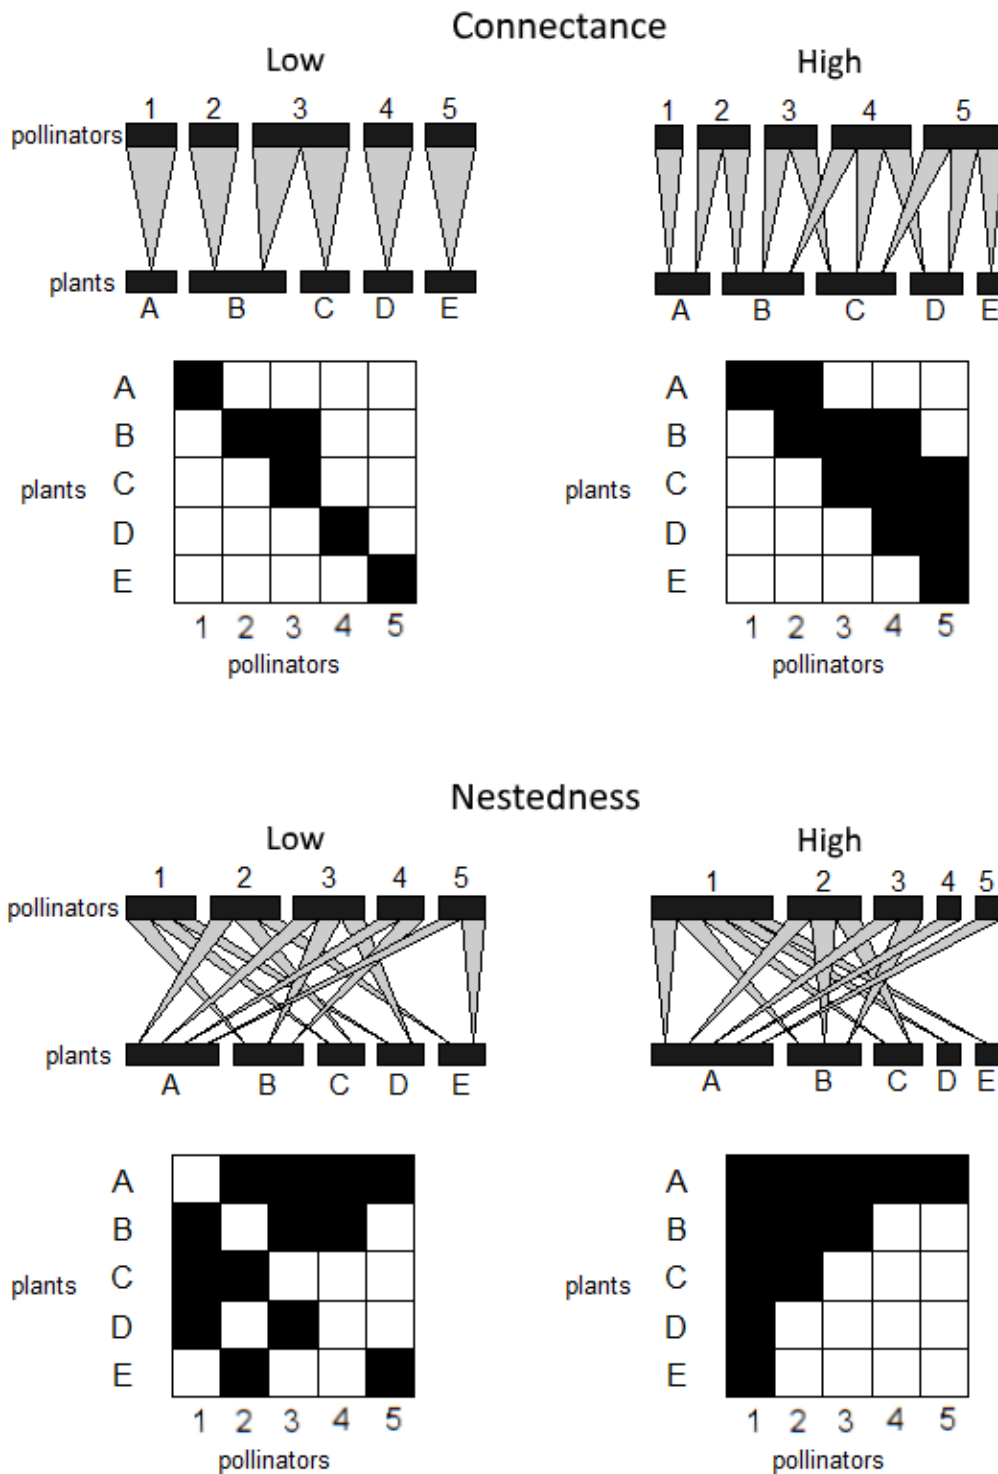 Connectance
Low High
1 2 3 4 5 1 2 3 4 5
pollinators
plants
A B C D E A B C D E
A A
B B
plants C plants C
D D
E E
1 2 3 4 5 1 2 3 4 5
pollinators pollinators
Nestedness
Low High
1 2 3 4 5 1 2 3 4 5
pollinators
plants
A B C D E A B C D E
A A
B B
plants C plants C
D D
E E
1 2 3 4 5 1 2 3 4 5
pollinators pollinators